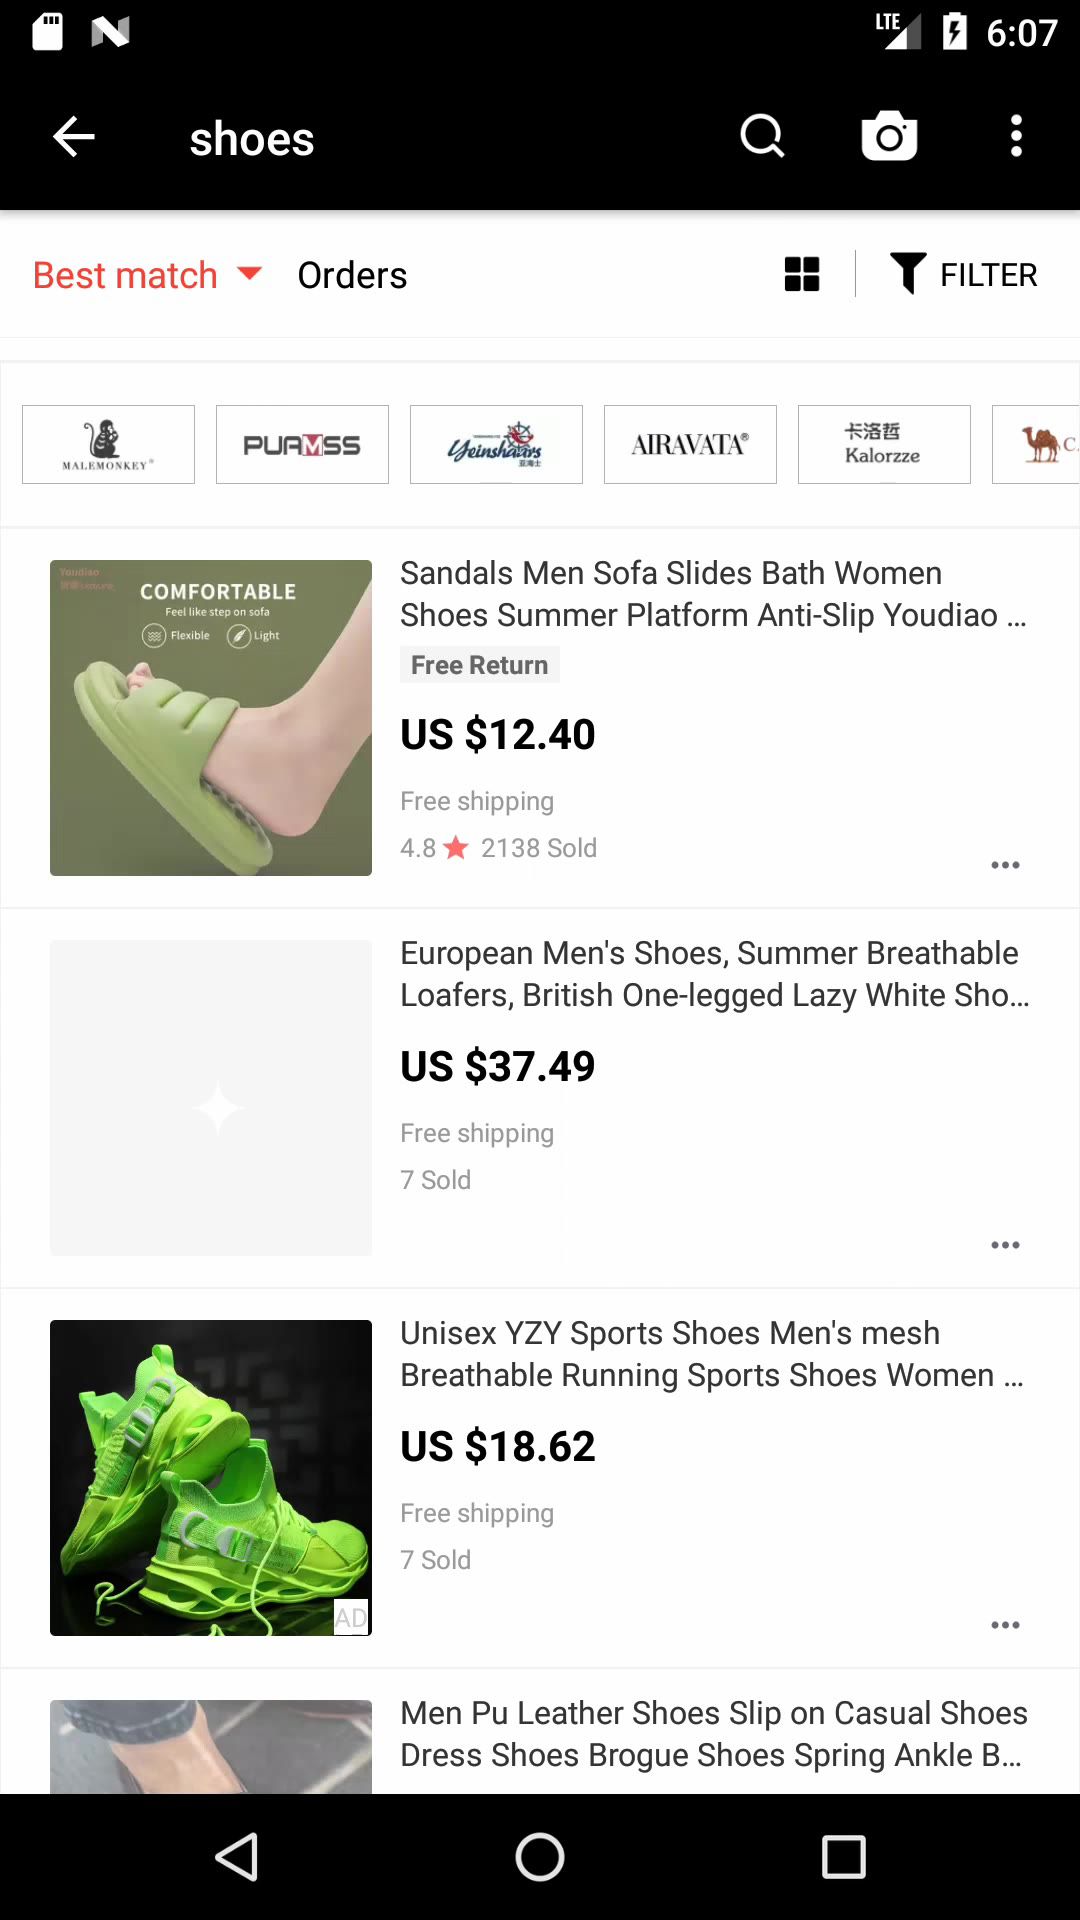 LTE 6:07
shoes
Best match Orders FILTER
MALEMONKEY®
PUAMSS
Yeinshaars
亚海士
AIRAVATA®
卡洛哲
Kalorzze
C
Youdiao
COMFORTABLE
Feel like step on sofa
Flexible Light
Sandals Men Sofa Slides Bath Women
Shoes Summer Platform Anti-Slip Youdiao ...
Free Return
US $12.40
Free shipping
4.8 2138 Sold
European Men's Shoes, Summer Breathable
Loafers, British One-legged Lazy White Sho...
US $37.49
Free shipping
7 Sold
Unisex YZY Sports Shoes Men's mesh
Breathable Running Sports Shoes Women ...
US $18.62
Free shipping
7 Sold
AD
Men Pu Leather Shoes Slip on Casual Shoes
Dress Shoes Brogue Shoes Spring Ankle B...